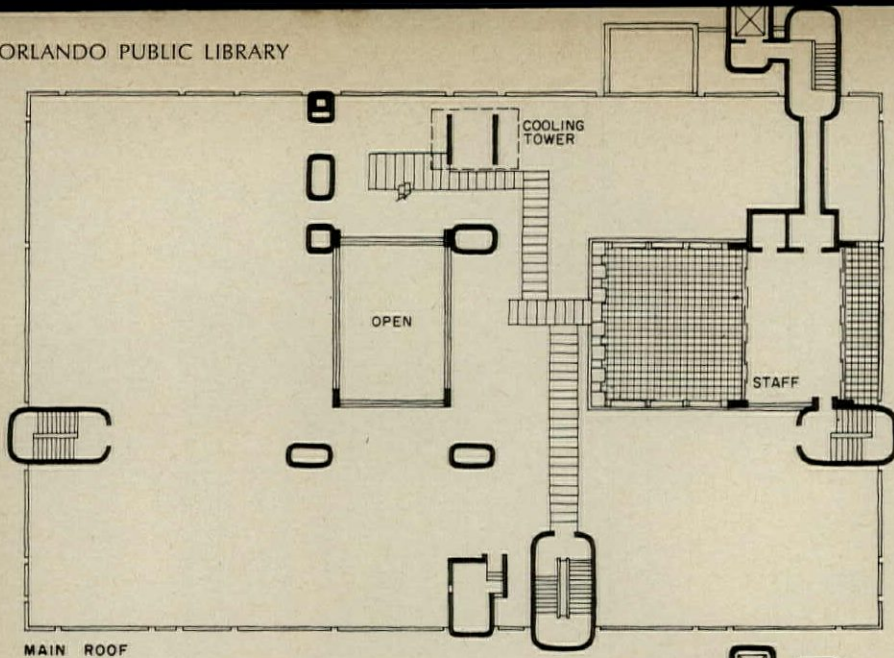 ORLANDO PUBLIC LIBRARY
COOLING
TOWER
OPEN
STAFF
MAIN ROOF